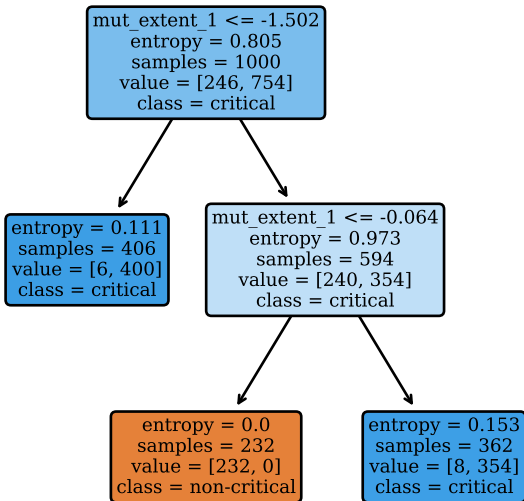 mut_extent_1 <= -1.502
entropy = 0.805
samples = 1000
value = [246, 754]
class = critical
entropy = 0.111
samples = 406
value = [6, 400]
class = critical
mut_extent_1 <= -0.064
entropy = 0.973
samples = 594
value = [240, 354]
class = critical
entropy = 0.0
samples = 232
value = [232, 0]
class = non-critical
entropy = 0.153
samples = 362
value = [8, 354]
class = critical